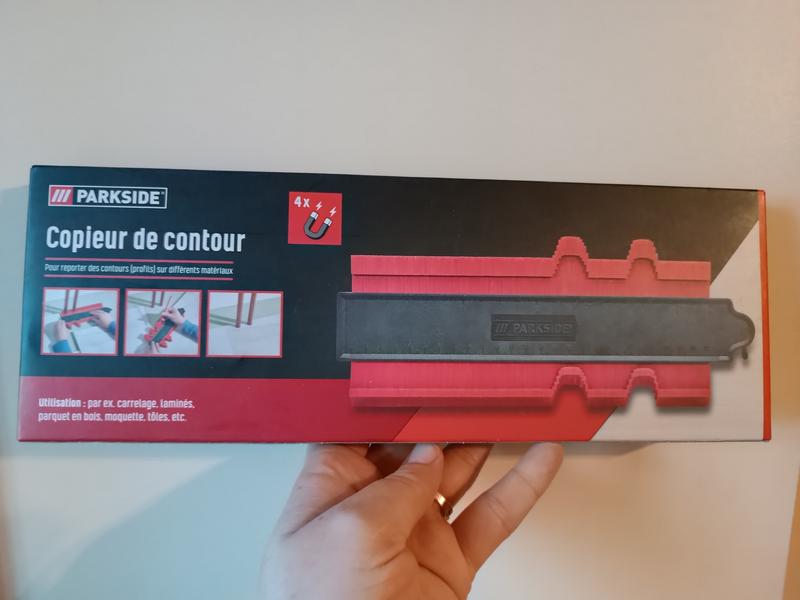 PARKSIDE®
4x
Copieur de contour
Pour reporter des contours (profils) sur différents matériaux
PARKSIDE
Utilisation : par ex. carrelage, laminés,
parquet en bois, moquette, tôles, etc.